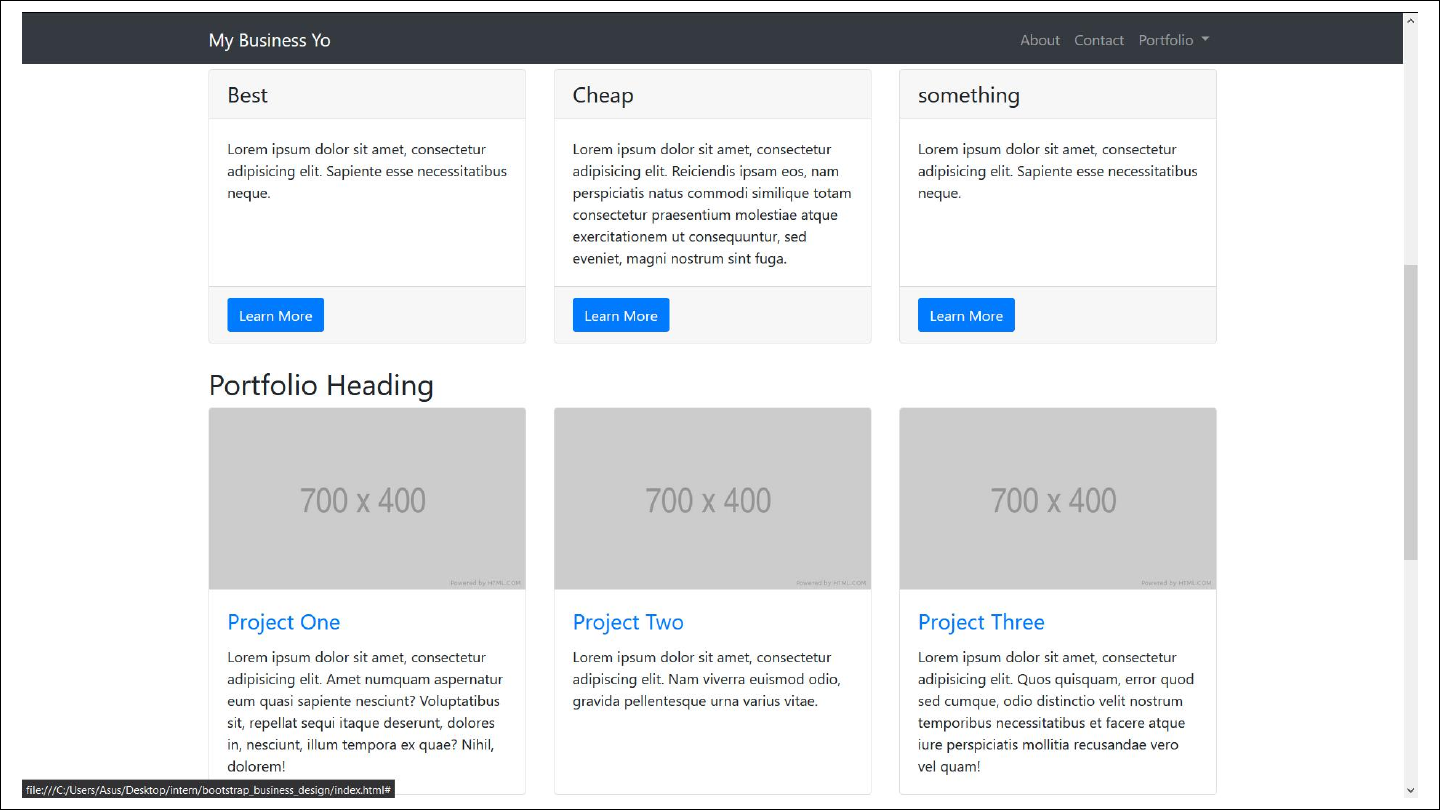 My Business Yo About Contact Portfolio
Best
Lorem ipsum dolor sit amet, consectetur
adipisicing elit. Sapiente esse necessitatibus
neque.
Learn More
Cheap
Lorem ipsum dolor sit amet, consectetur
adipisicing elit. Reiciendis ipsam eos, nam
perspiciatis natus commodi similique totam
consectetur praesentium molestiae atque
exercitationem ut consequuntur, sed
eveniet, magni nostrum sint fuga.
Learn More
something
Lorem ipsum dolor sit amet, consectetur
adipisicing elit. Sapiente esse necessitatibus
neque.
Learn More
Portfolio Heading
700 x 400
Powered by HTML.COM
Project One
Lorem ipsum dolor sit amet, consectetur
adipisicing elit. Amet numquam aspernatur
eum quasi sapiente nesciunt? Voluptatibus
sit, repellat sequi itaque deserunt, dolores
in, nesciunt, illum tempora ex quae? Nihil,
dolorem!
700 x 400
Powered by HTML.COM
Project Two
Lorem ipsum dolor sit amet, consectetur
adipiscing elit. Nam viverra euismod odio,
gravida pellentesque urna varius vitae.
700 x 400
Powered by HTML.COM
Project Three
Lorem ipsum dolor sit amet, consectetur
adipisicing elit. Quos quisquam, error quod
sed cumque, odio distinctio velit nostrum
temporibus necessitatibus et facere atque
iure perspiciatis mollitia recusandae vero
vel quam!
file:///C:/Users/Asus/Desktop/intern/bootstrap_business_design/index.html#